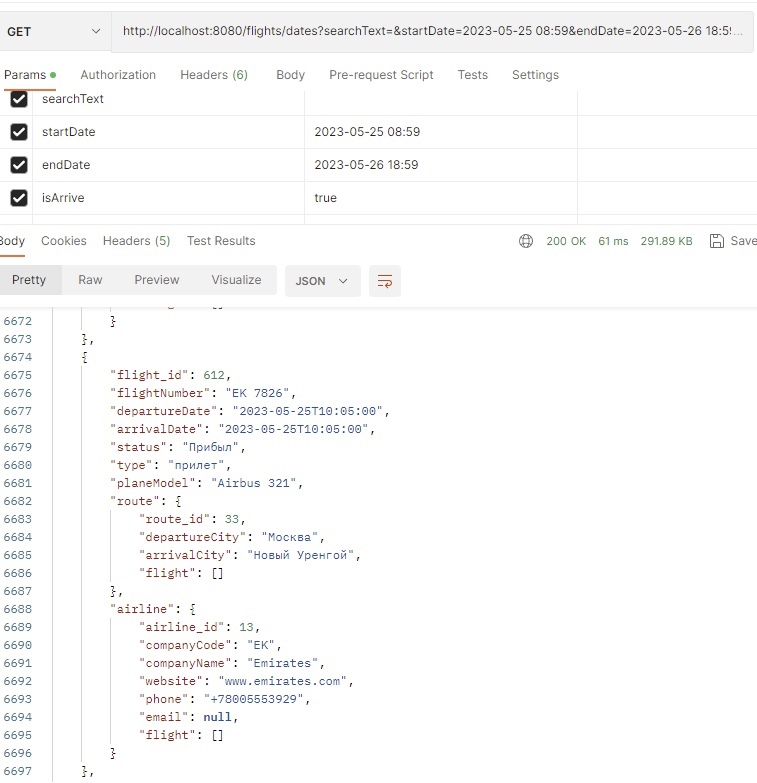 GET http://localhost:8080/flights/dates?searchText=&startDate=2023-05-25 08:59&endDate=2023-05-26 18:59...
Params Authorization Headers (6) Body Pre-request Script Tests Settings
searchText
startDate 2023-05-25 08:59
endDate 2023-05-26 18:59
isArrive true
Body Cookies Headers (5) Test Results 200 OK 61 ms 291.89 KB Save
Pretty Raw Preview Visualize JSON
6672 }
6673 },
6674 {
6675 "flight_id": 612,
6676 "flightNumber": "EK 7826",
6677 "departureDate": "2023-05-25T10:05:00",
6678 "arrivalDate": "2023-05-25T10:05:00",
6679 "status": "Прибыл",
6680 "type": "прилет",
6681 "planeModel": "Airbus 321",
6682 "route": {
6683 "route_id": 33,
6684 "departureCity": "Москва",
6685 "arrivalCity": "Новый Уренгой",
6686 "flight": []
6687 },
6688 "airline": {
6689 "airline_id": 13,
6690 "companyCode": "EK",
6691 "companyName": "Emirates",
6692 "website": "www.emirates.com",
6693 "phone": "+78005553929",
6694 "email": null,
6695 "flight": []
6696 }
6697 },